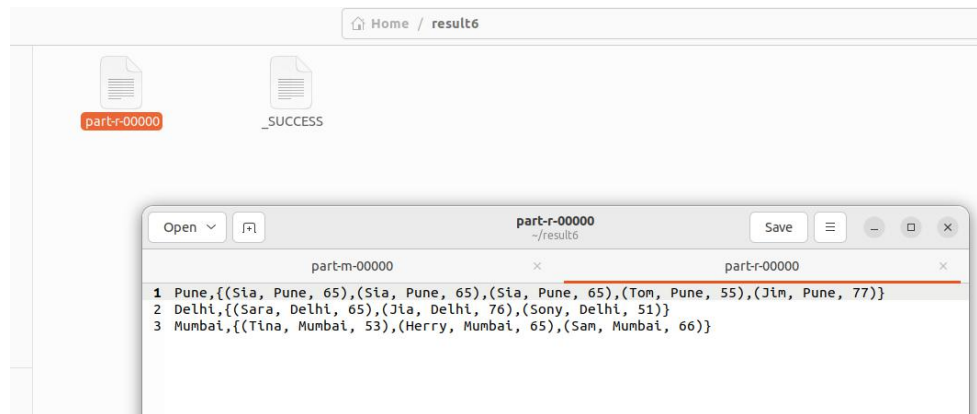 Home / result6
part-r-00000
_SUCCESS
Open
part-r-00000
Save
~/result6
part-m-00000
part-r-00000
1 Pune,{(Sia, Pune, 65),(Sia, Pune, 65),(Sia, Pune, 65),(Tom, Pune, 55),(Jim, Pune, 77)}
2 Delhi,{(Sara, Delhi, 65),(Jia, Delhi, 76),(Sony, Delhi, 51)}
3 Mumbai,{(Tina, Mumbai, 53),(Herry, Mumbai, 65),(Sam, Mumbai, 66)}